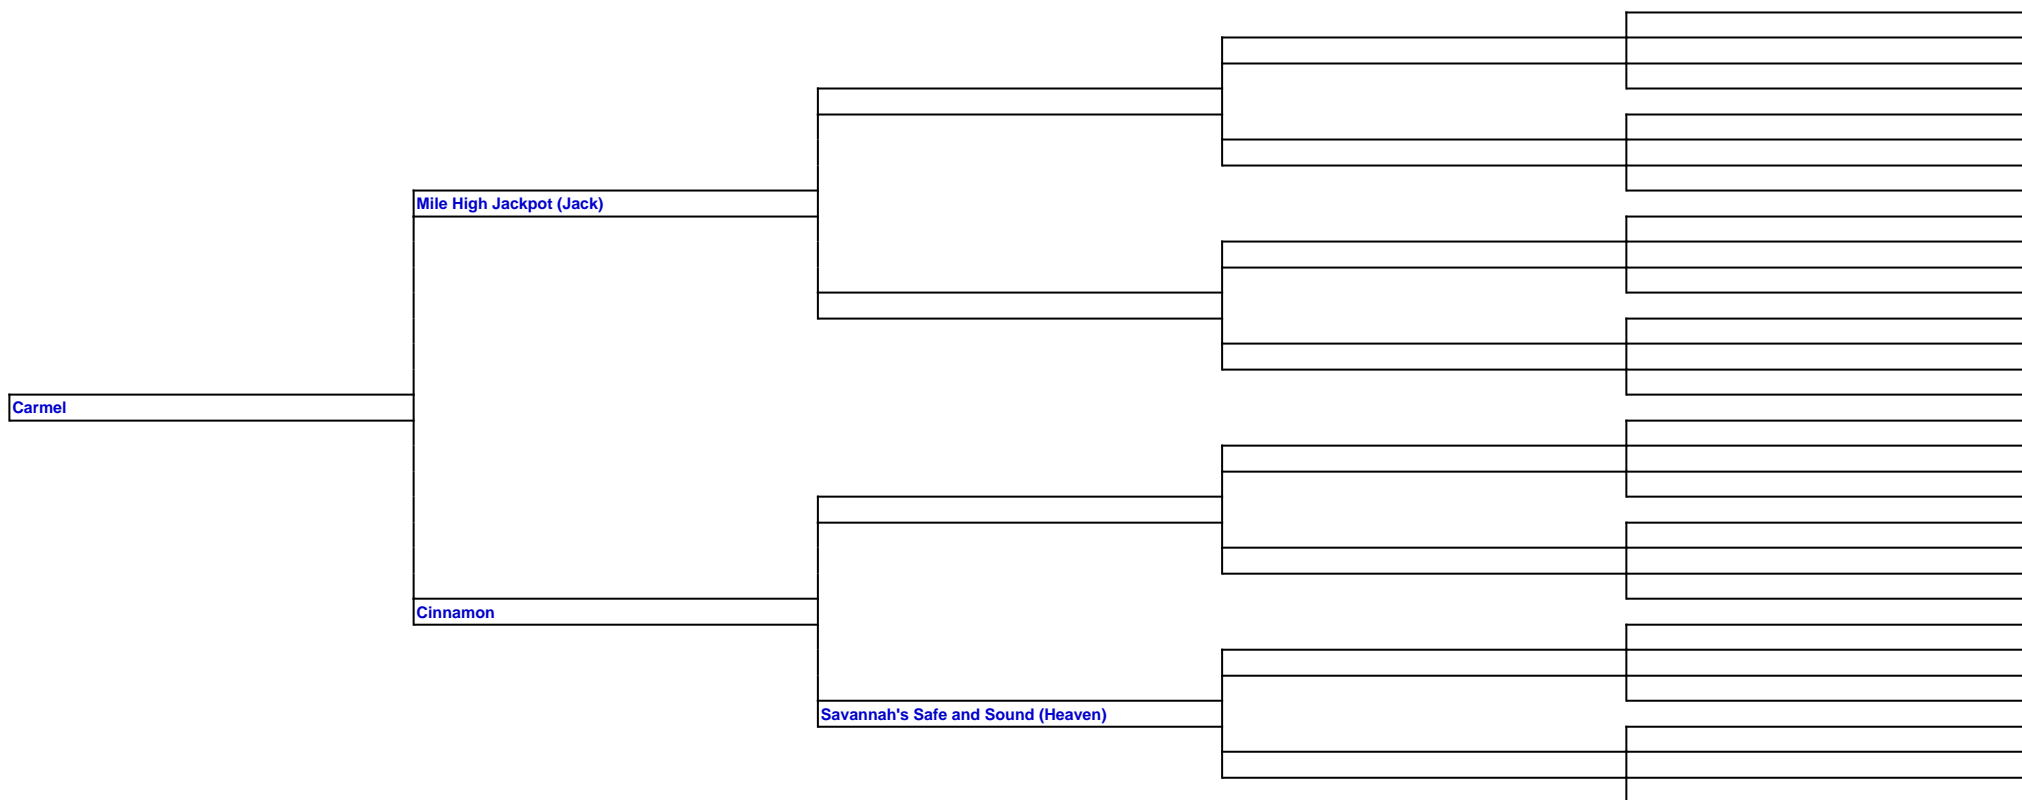 Mile High Jackpot (Jack)
Carmel
Cinnamon
Savannah's Safe and Sound (Heaven)